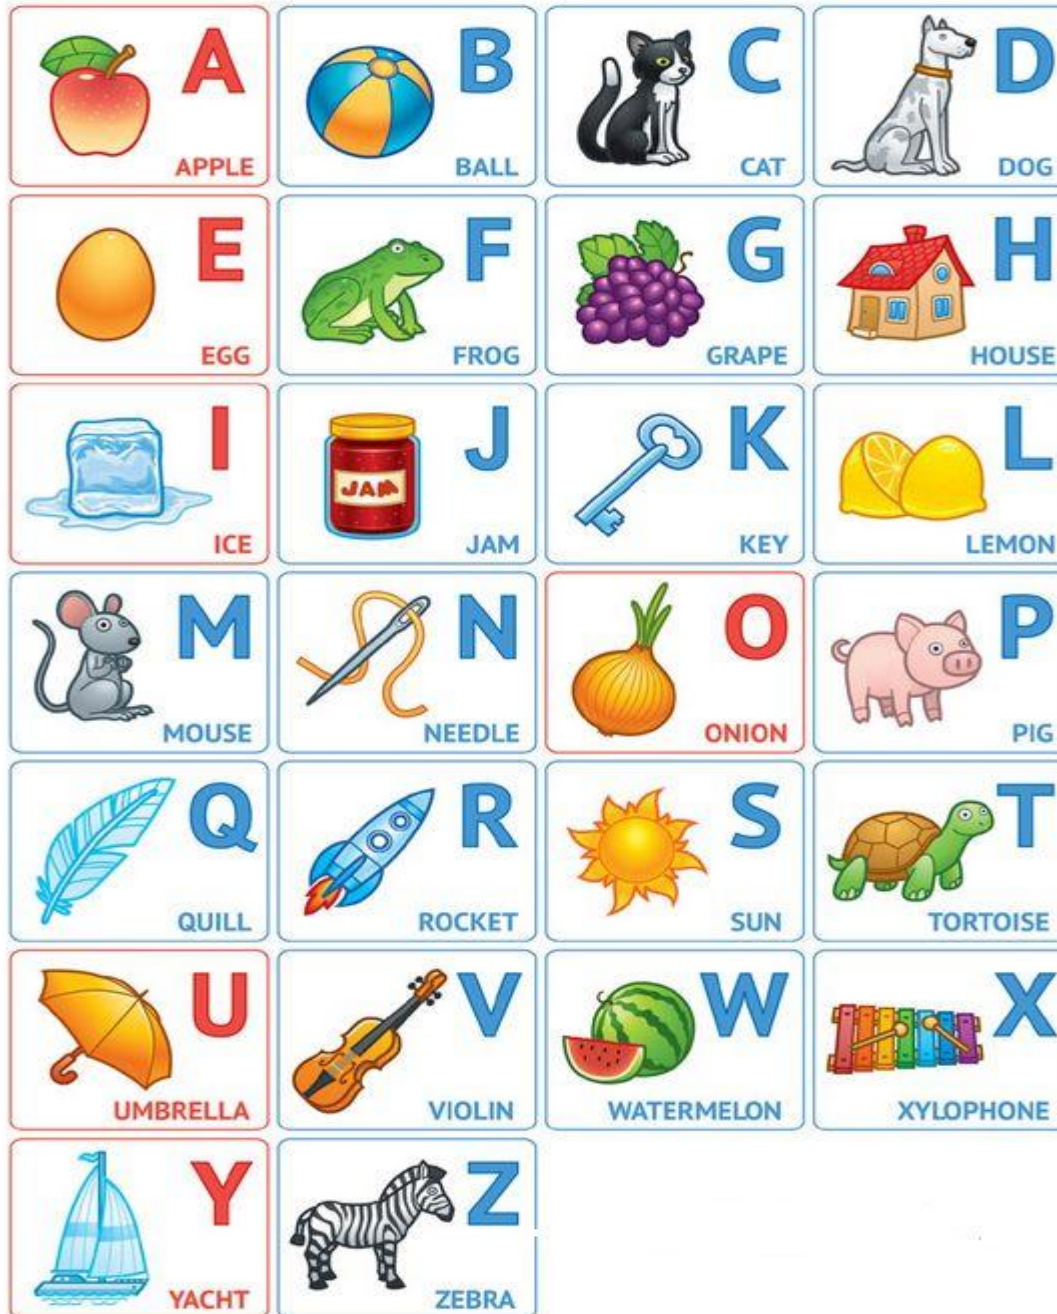 A
APPLE
B
BALL
C
CAT
D
DOG
E
EGG
F
FROG
G
GRAPE
H
HOUSE
I
ICE
J
JAM
JAM
K
KEY
L
LEMON
M
MOUSE
N
NEEDLE
O
ONION
P
PIG
Q
QUILL
R
ROCKET
S
SUN
T
TORTOISE
U
UMBRELLA
V
VIOLIN
W
WATERMELON
X
XYLOPHONE
Y
YACHT
Z
ZEBRA